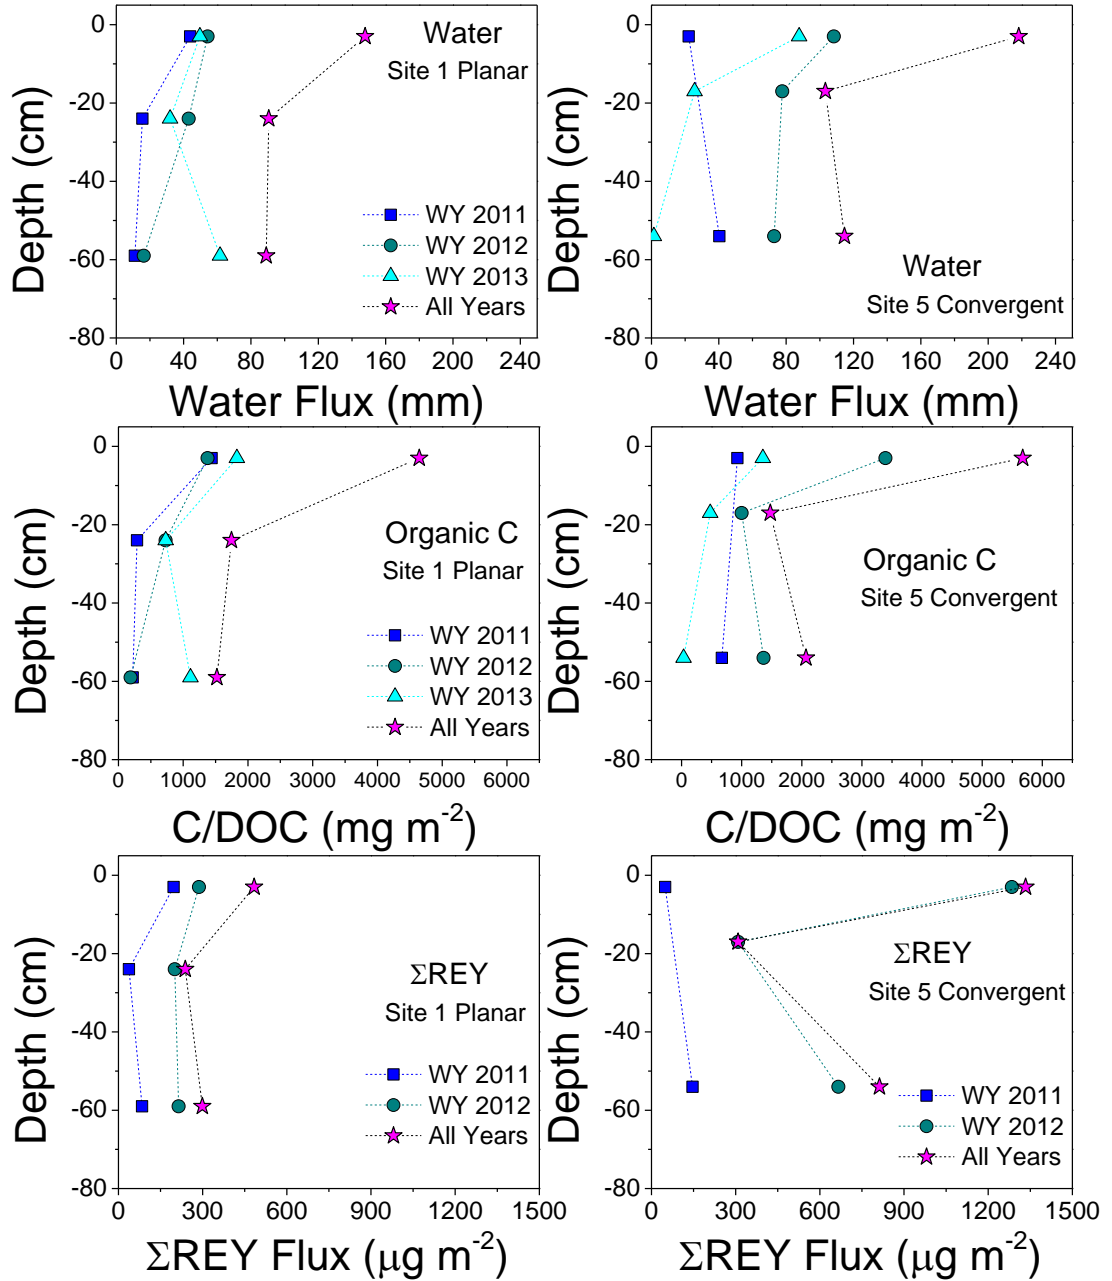 0
-20
-40
-60
-80
Depth (cm)
Water
Site 1 Planar
WY 2011
WY 2012
WY 2013
All Years
0 40 80 120 160 200 240
Water Flux (mm)
0
-20
-40
-60
-80
Depth (cm)
Water
Site 5 Convergent
0 40 80 120 160 200 240
Water Flux (mm)
0
-20
-40
-60
-80
Depth (cm)
Organic C
Site 1 Planar
WY 2011
WY 2012
WY 2013
All Years
0 1000 2000 3000 4000 5000 6000
C/DOC (mg m⁻²)
0
-20
-40
-60
-80
Depth (cm)
Organic C
Site 5 Convergent
0 1000 2000 3000 4000 5000 6000
C/DOC (mg m⁻²)
0
-20
-40
-60
-80
Depth (cm)
ΣREY
Site 1 Planar
WY 2011
WY 2012
All Years
0 300 600 900 1200 1500
ΣREY Flux (μg m⁻²)
0
-20
-40
-60
-80
Depth (cm)
ΣREY
Site 5 Convergent
WY 2011
WY 2012
All Years
0 300 600 900 1200 1500
ΣREY Flux (μg m⁻²)